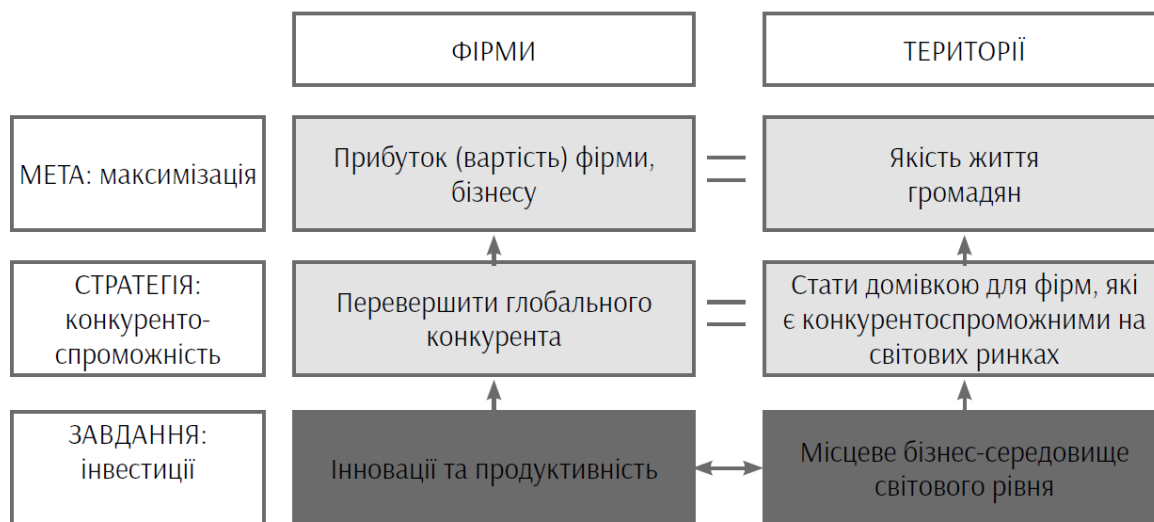 ФІРМИ
ТЕРИТОРІЇ
МЕТА: максимізація
Прибуток (вартість) фірми,
бізнесу
Якість життя
громадян
СТРАТЕГІЯ:
конкуренто-
спроможність
Перевершити глобального
конкурента
Стати домівкою для фірм, які
є конкурентоспроможними на
світових ринках
ЗАВДАННЯ:
інвестиції
Інновації та продуктивність
Місцеве бізнес-середовище
світового рівня